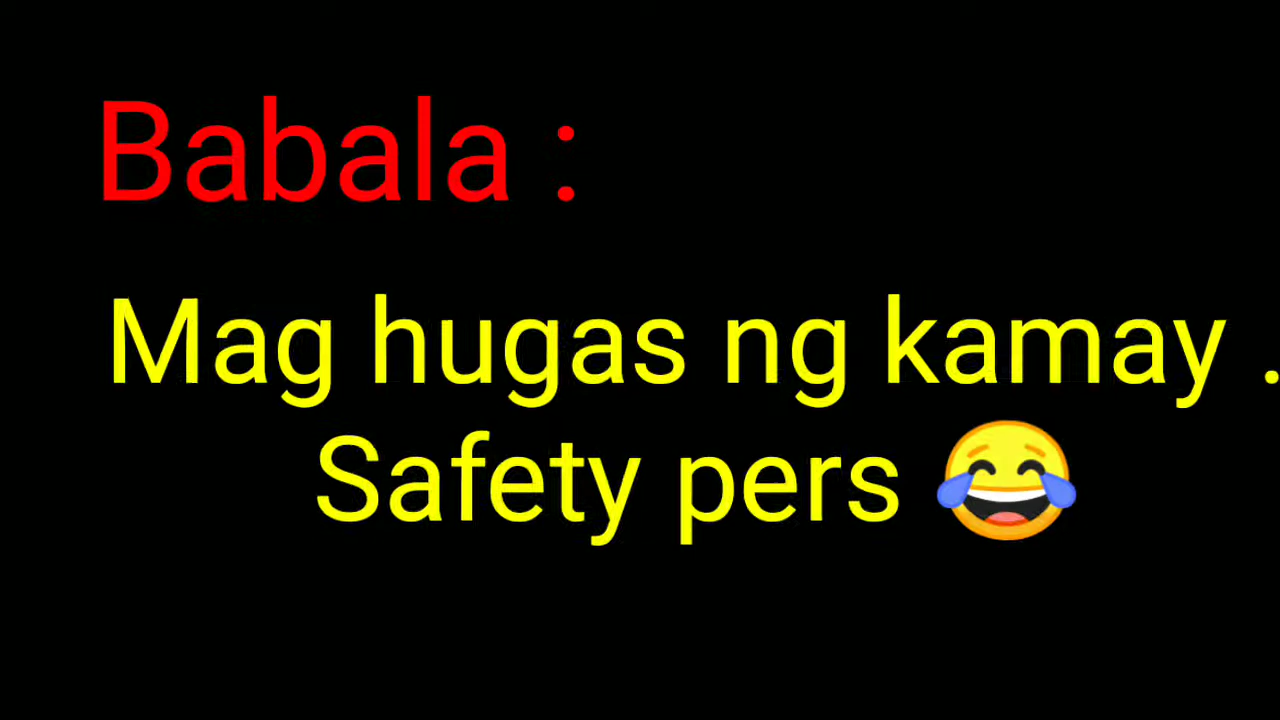 Babala :
Mag hugas ng kamay .
Safety pers 😂